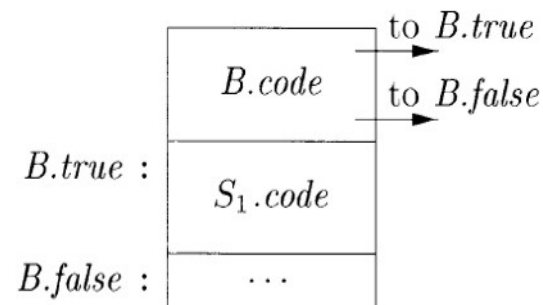 to B.true
B.code
to B.false
B.true :
S₁.code
B.false : ...